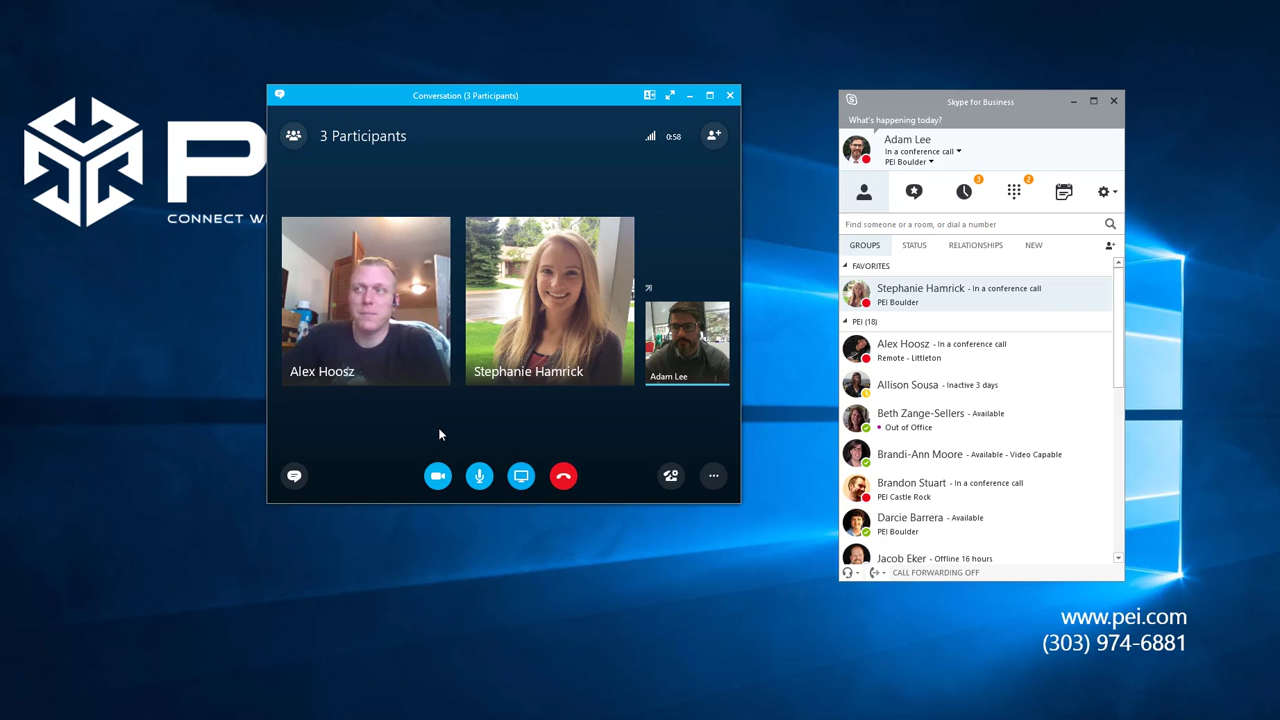 P
CONNECT WI
Conversation (3 Participants)
3 Participants
0:58
Alex Hoosz
Stephanie Hamrick
Adam Lee
Skype for Business
What's happening today?
Adam Lee
In a conference call
PEI Boulder
3
2
Find someone or a room, or dial a number
GROUPS STATUS RELATIONSHIPS NEW
FAVORITES
Stephanie Hamrick - In a conference call
PEI Boulder
PEI (18)
Alex Hoosz - In a conference call
Remote - Littleton
Allison Sousa - Inactive 3 days
Beth Zange-Sellers - Available
Out of Office
Brandi-Ann Moore - Available - Video Capable
Brandon Stuart - In a conference call
PEI Castle Rock
Darcie Barrera - Available
PEI Boulder
Jacob Eker - Offline 16 hours
CALL FORWARDING OFF
www.pei.com
(303) 974-6881